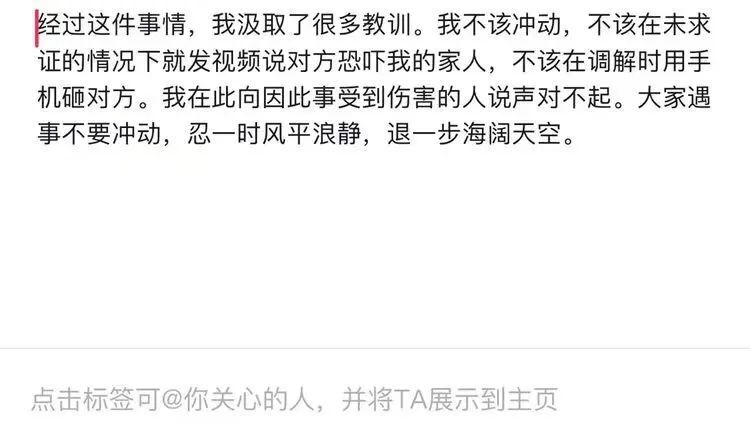 经过这件事情，我汲取了很多教训。我不该冲动，不该在未求
证的情况下就发视频说对方恐吓我的家人，不该在调解时用手
机砸对方。我在此向因此事受到伤害的人说声对不起。大家遇
事不要冲动，忍一时风平浪静，退一步海阔天空。
点击标签可@你关心的人，并将TA展示到主页